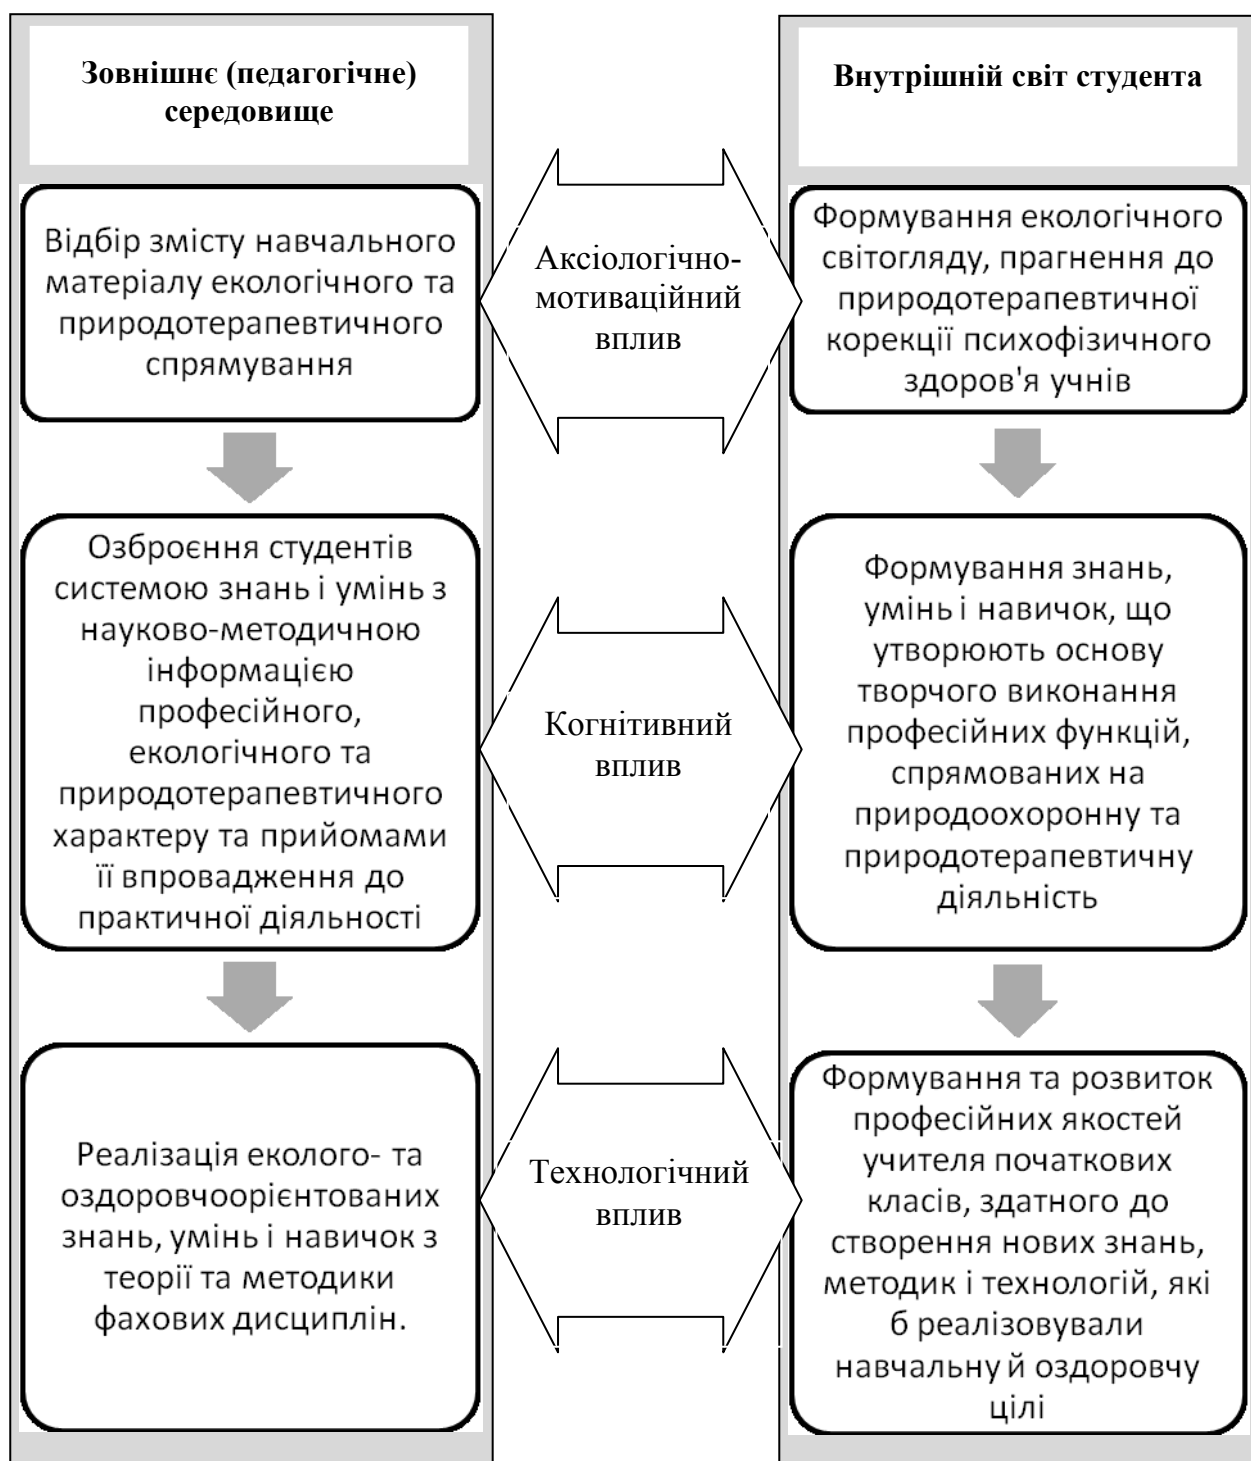 Зовнішнє (педагогічне)
середовище
Відбір змісту навчального
матеріалу екологічного та
природотерапевтичного
спрямування
Озброєння студентів
системою знань і умінь з
науково-методичною
інформацією
професійного,
екологічного та
природотерапевтичного
характеру та прийомами
її впровадження до
практичної діяльності
Реалізація еколого- та
оздоровчоорієнтованих
знань, умінь і навичок з
теорії та методики
фахових дисциплін.
Аксіологічно-
мотиваційний
вплив
Когнітивний
вплив
Технологічний
вплив
Внутрішній світ студента
Формування екологічного
світогляду, прагнення до
природотерапевтичної
корекції психофізичного
здоров'я учнів
Формування знань,
умінь і навичок, що
утворюють основу
творчого виконання
професійних функцій,
спрямованих на
природоохоронну та
природотерапевтичну
діяльність
Формування та розвиток
професійних якостей
учителя початкових
класів, здатного до
створення нових знань,
методик і технологій, які
б реалізовували
навчальну й оздоровчу
цілі